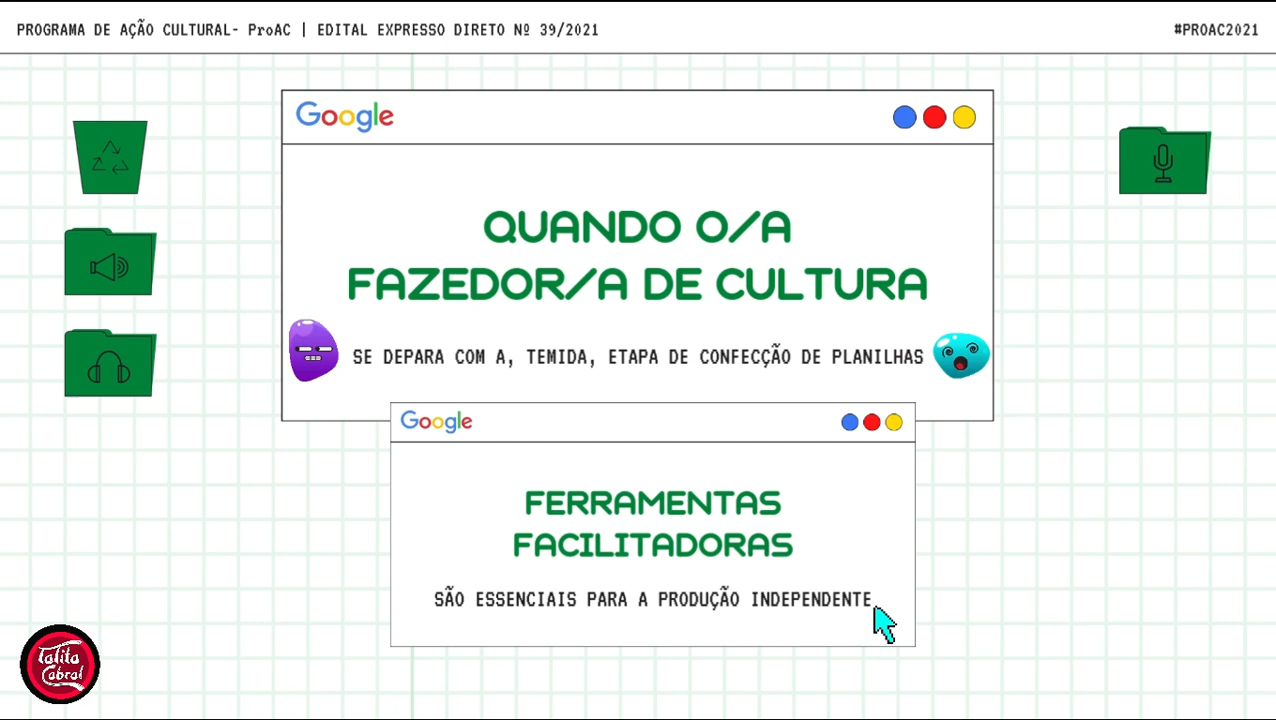 PROGRAMA DE AÇÃO CULTURAL- ProAC | EDITAL EXPRESSO DIRETO Nº 39/2021
#PROAC2021
Google
QUANDO O/A
FAZEDOR/A DE CULTURA
SE DEPARA COM A, TEMIDA, ETAPA DE CONFECÇÃO DE PLANILHAS
Google
FERRAMENTAS
FACILITADORAS
SÃO ESSENCIAIS PARA A PRODUÇÃO INDEPENDENTE
Talita
Cabral